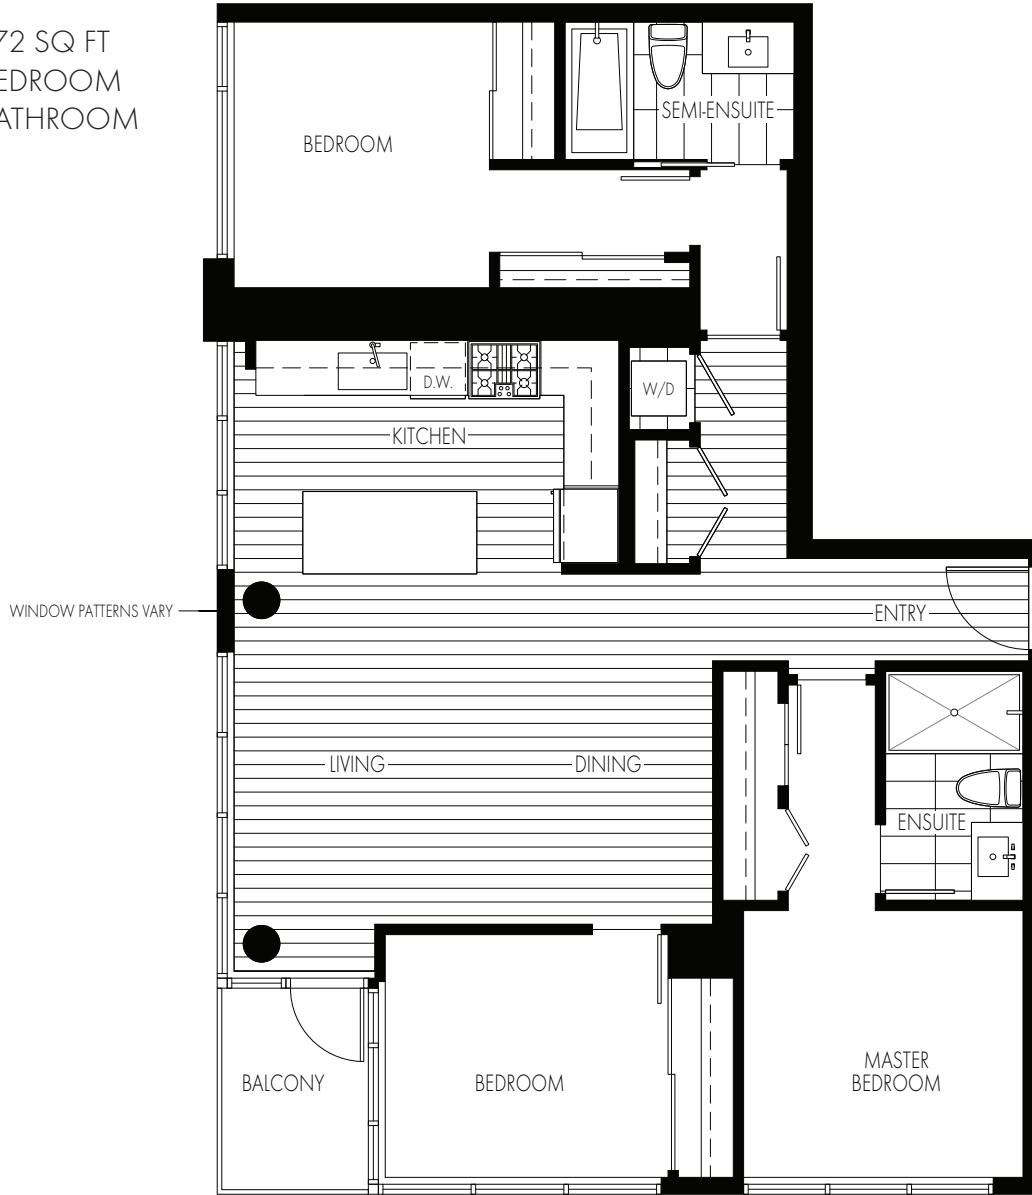 72 SQ FT
EDROOM
ATHROOM
BEDROOM
SEMI-ENSUITE
D.W.
W/D
KITCHEN
WINDOW PATTERNS VARY
ENTRY
LIVING
DINING
ENSUITE
BALCONY
BEDROOM
MASTER
BEDROOM